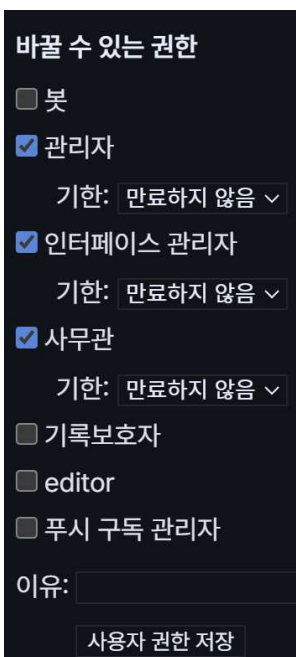 바꿀 수 있는 권한
봇
관리자
기한: 만료하지 않음
인터페이스 관리자
기한: 만료하지 않음
사무관
기한: 만료하지 않음
기록보호자
editor
푸시 구독 관리자
이유:
사용자 권한 저장